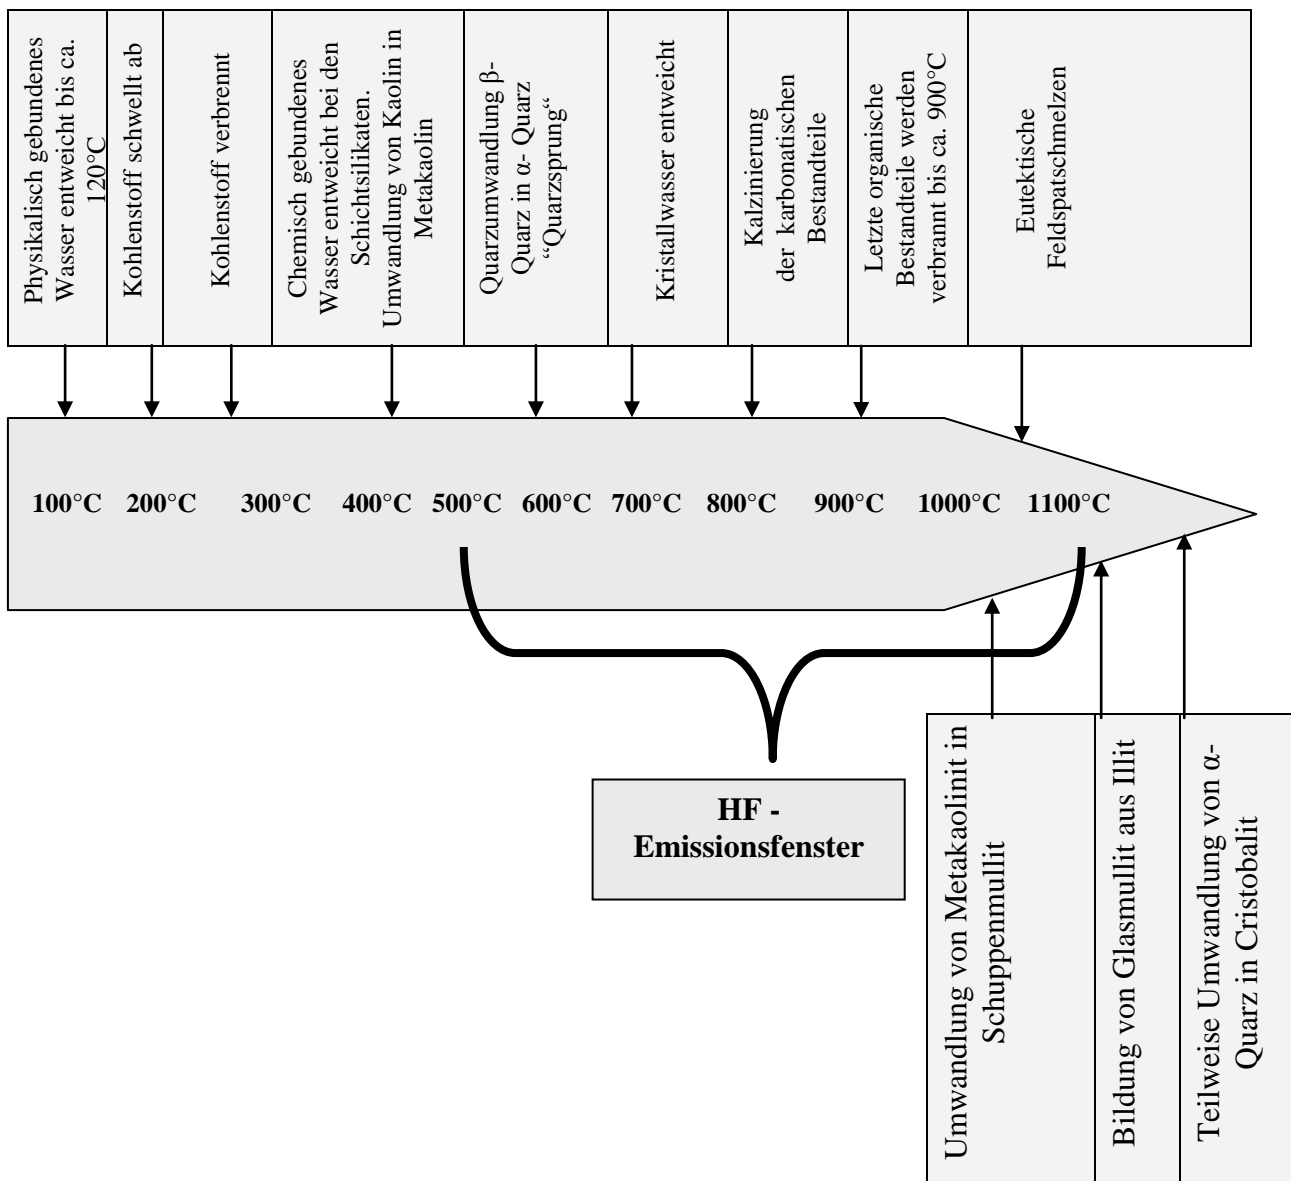 Physikalisch gebundenes
Wasser entweicht bis ca.
120°C
Kohlenstoff schwellt ab
Kohlenstoff verbrennt
Chemisch gebundenes
Wasser entweicht bei den
Schichtsilikaten.
Umwandlung von Kaolin in
Metakaolin
Quarzumwandlung β-
Quarz in α- Quarz
“Quarzsprung“
Kristallwasser entweicht
Kalzinierung
der karbonatischen
Bestandteile
Letzte organische
Bestandteile werden
verbrannt bis ca. 900°C
Eutektische
Feldspatschmelzen
100°C 200°C 300°C 400°C 500°C 600°C 700°C 800°C 900°C 1000°C 1100°C
HF -
Emissionsfenster
Umwandlung von Metakaolinit in
Schuppenmullit
Bildung von Glasmullit aus Illit
Teilweise Umwandlung von α-
Quarz in Cristobalit